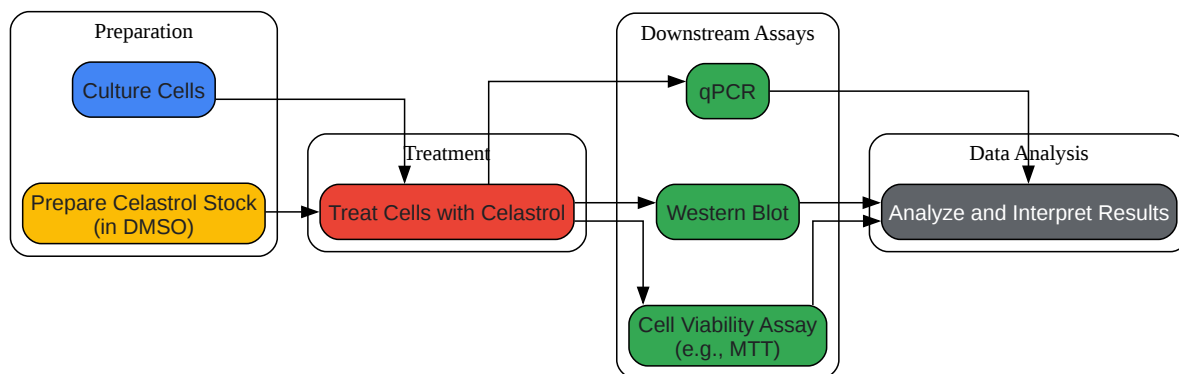 Preparation
Culture Cells
Prepare Celastrol Stock
(in DMSO)
Treatment
Treat Cells with Celastrol
Downstream Assays
qPCR
Western Blot
Cell Viability Assay
(e.g., MTT)
Data Analysis
Analyze and Interpret Results